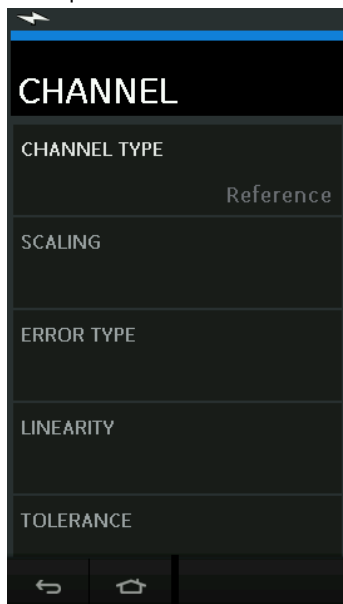 CHANNEL
CHANNEL TYPE
Reference
SCALING
ERROR TYPE
LINEARITY
TOLERANCE